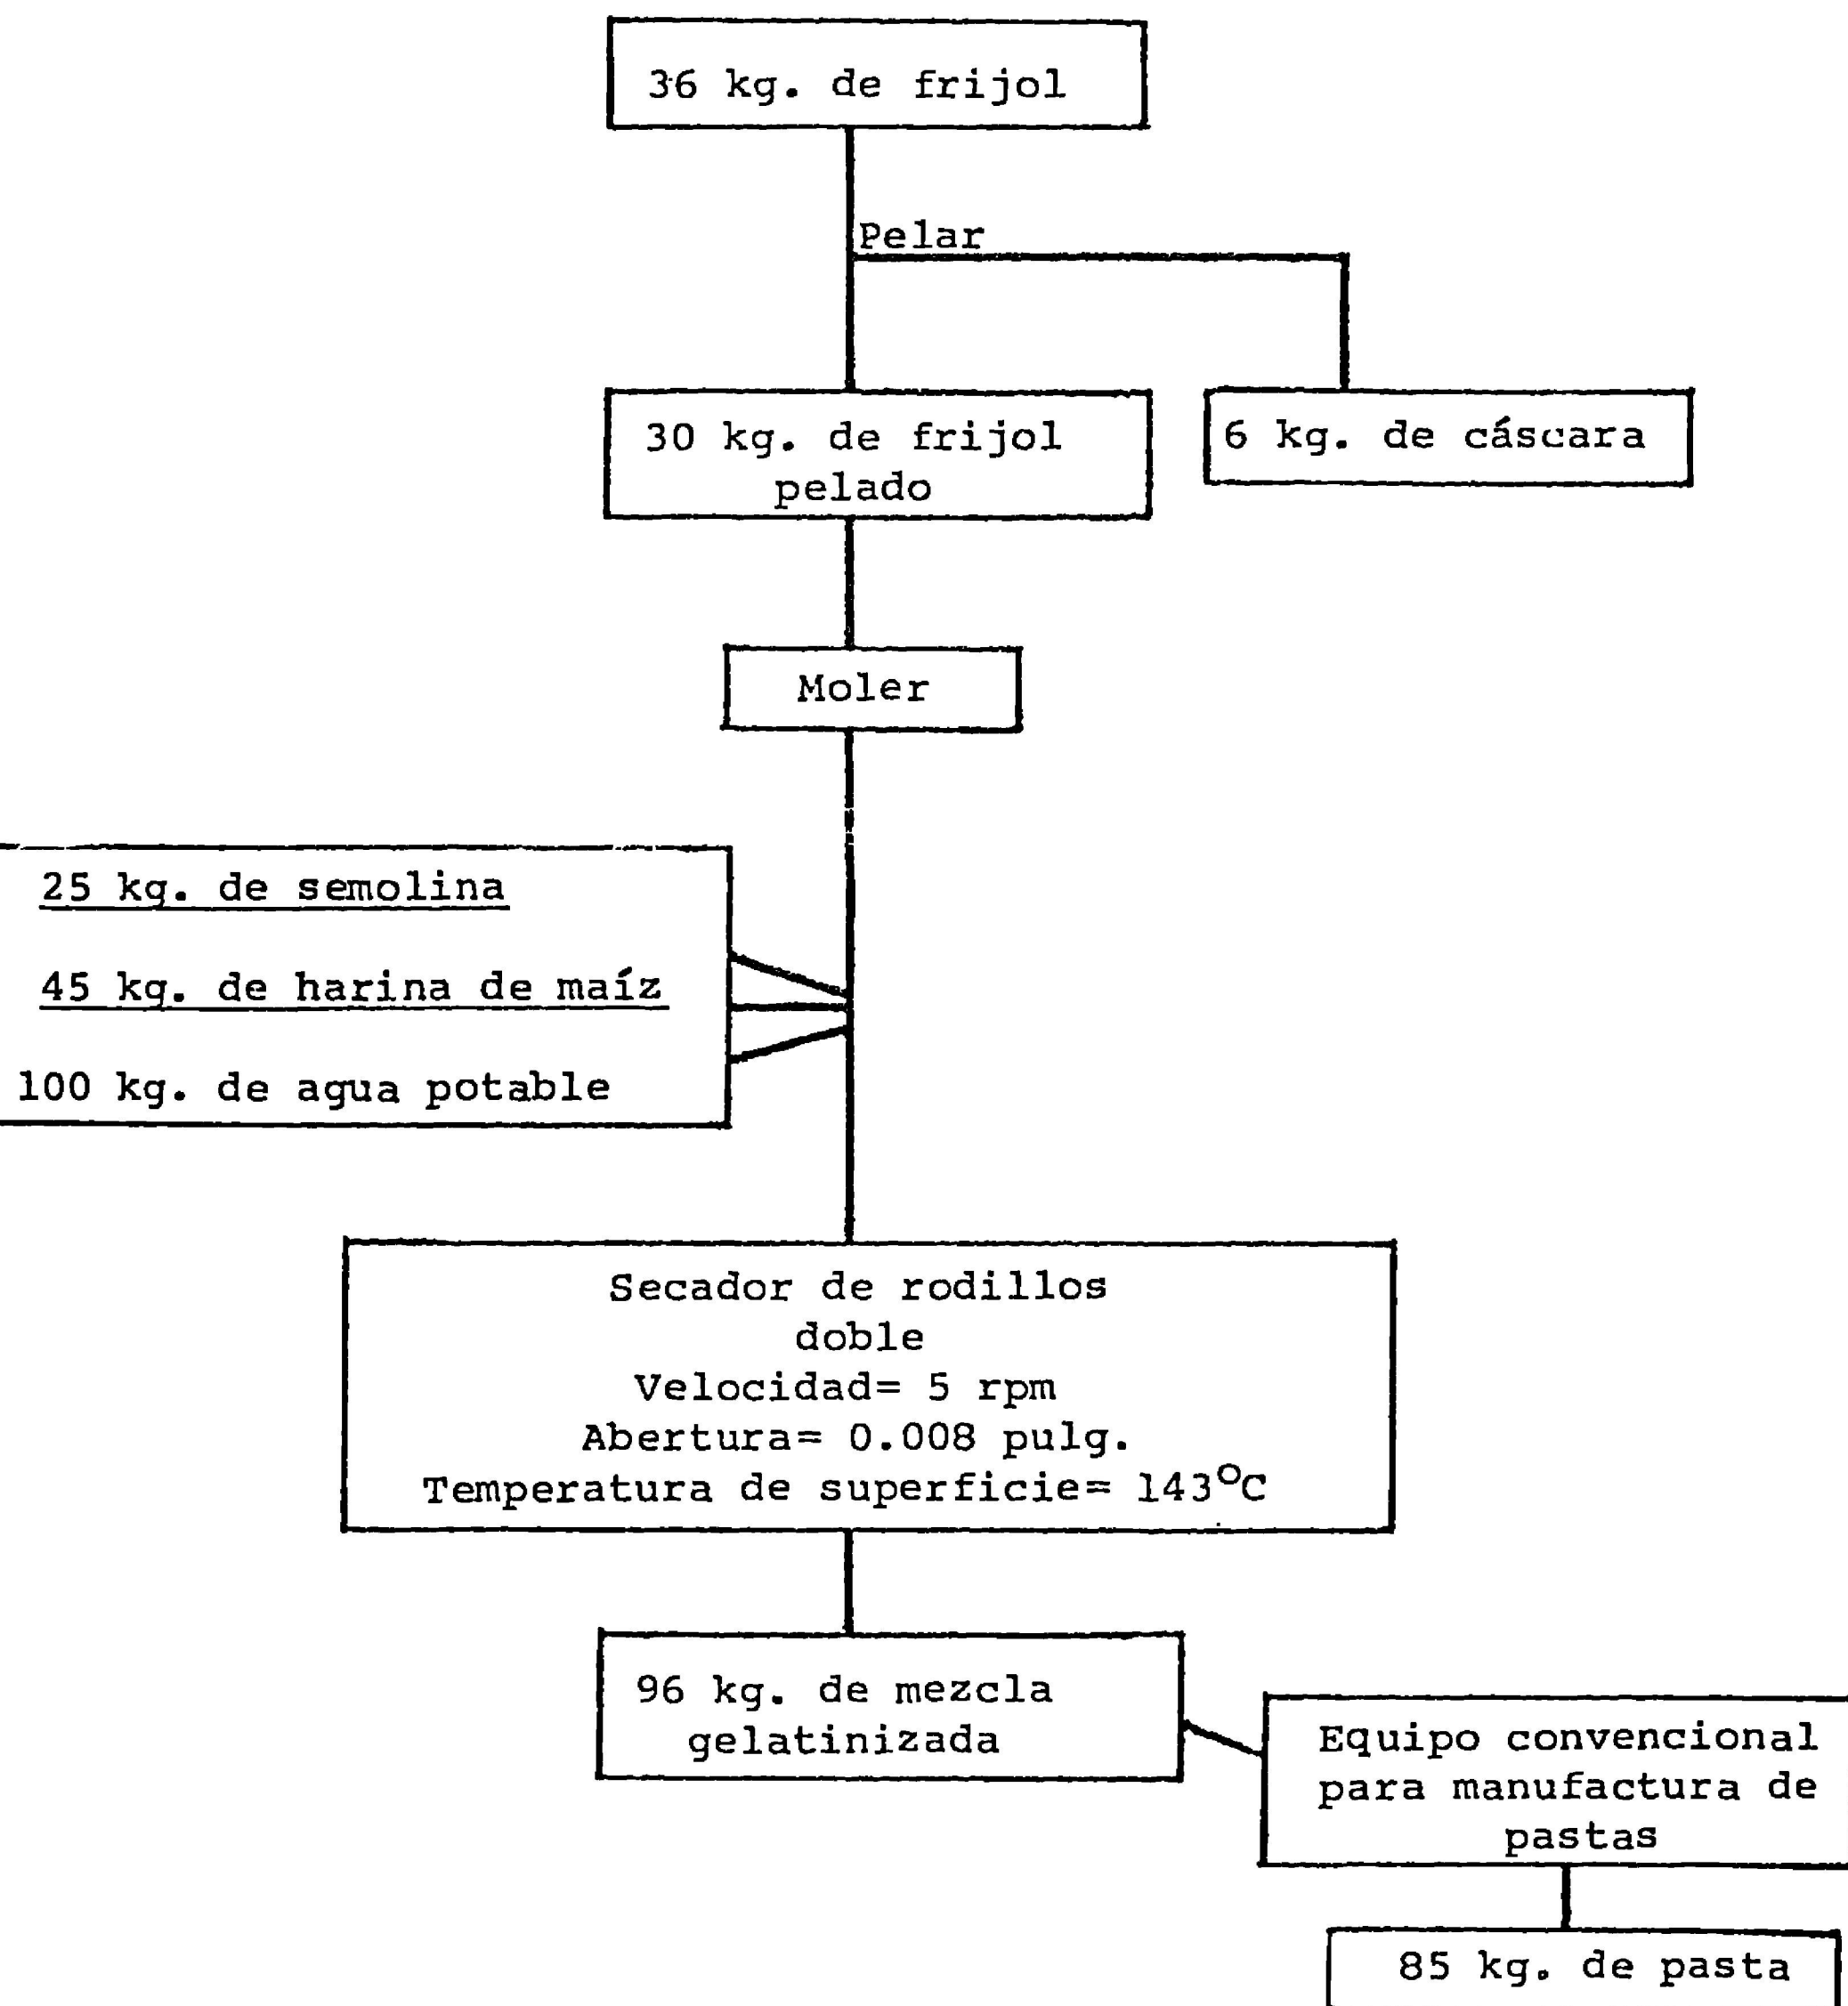 36 kg. de frijol
Pelar
30 kg. de frijol
pelado
6 kg. de cáscara
Moler
25 kg. de semolina
45 kg. de harina de maíz
100 kg. de agua potable
Secador de rodillos
doble
Velocidad= 5 rpm
Abertura= 0.008 pulg.
Temperatura de superficie= 143°C
96 kg. de mezcla
gelatinizada
Equipo convencional
para manufactura de
pastas
85 kg. de pasta